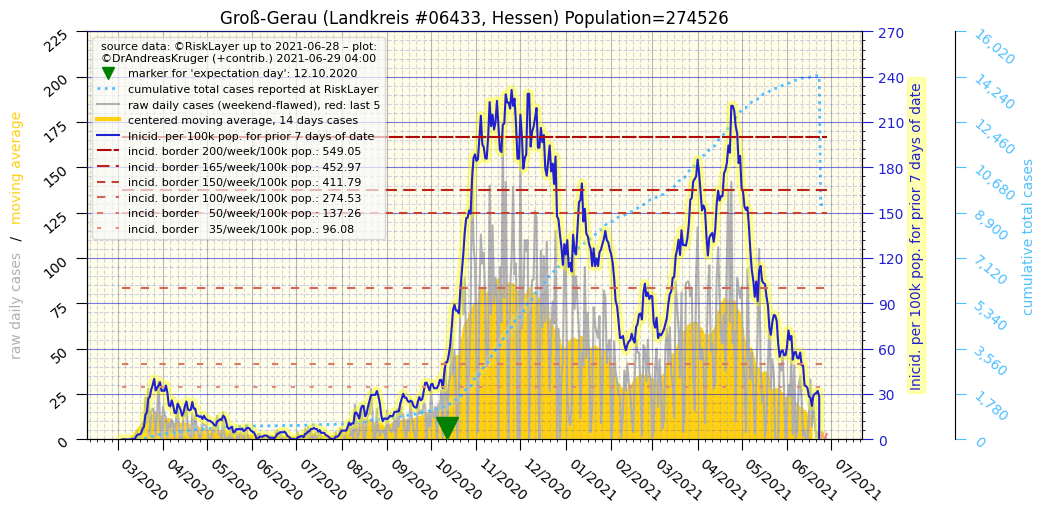 Groß-Gerau (Landkreis #06433, Hessen) Population=274526
source data: ©RiskLayer up to 2021-06-28 – plot:
©DrAndreasKruger (+contrib.) 2021-06-29 04:00
marker for 'expectation day': 12.10.2020
cumulative total cases reported at RiskLayer
raw daily cases (weekend-flawed), red: last 5
centered moving average, 14 days cases
Inicid. per 100k pop. for prior 7 days of date
incid. border 200/week/100k pop.: 549.05
incid. border 165/week/100k pop.: 452.97
incid. border 150/week/100k pop.: 411.79
incid. border 100/week/100k pop.: 274.53
incid. border   50/week/100k pop.: 137.26
incid. border   35/week/100k pop.: 96.08
raw daily cases   /   moving average
225
200
175
150
125
100
75
50
25
0
03/2020
04/2020
05/2020
06/2020
07/2020
08/2020
09/2020
10/2020
11/2020
12/2020
01/2021
02/2021
03/2021
04/2021
05/2021
06/2021
07/2021
270
240
210
180
150
120
90
60
30
0
Inicid. per 100k pop. for prior 7 days of date
16,020
14,240
12,460
10,680
8,900
7,120
5,340
3,560
1,780
0
cumulative total cases